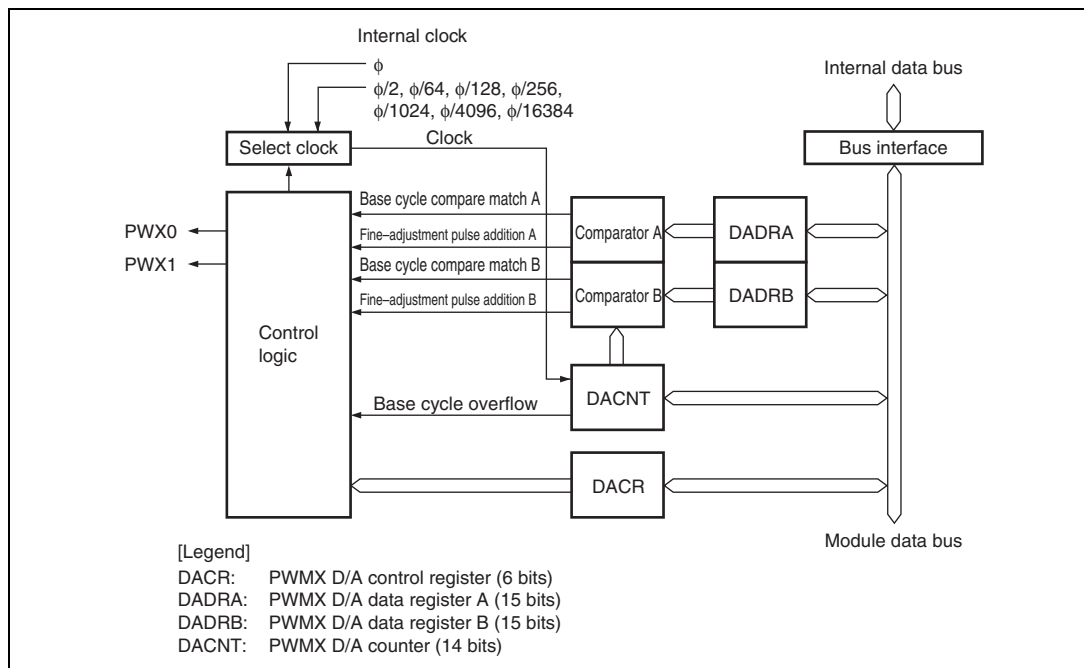 Internal clock
ϕ
ϕ/2, ϕ/64, ϕ/128, ϕ/256,
ϕ/1024, ϕ/4096, ϕ/16384
Internal data bus
Select clock
Clock
Bus interface
Base cycle compare match A
Fine–adjustment pulse addition A
Base cycle compare match B
Fine–adjustment pulse addition B
PWX0
PWX1
Comparator A
DADRA
Comparator B
DADRB
Control
logic
DACNT
Base cycle overflow
DACR
Module data bus
[Legend]
DACR: PWMX D/A control register (6 bits)
DADRA: PWMX D/A data register A (15 bits)
DADRB: PWMX D/A data register B (15 bits)
DACNT: PWMX D/A counter (14 bits)